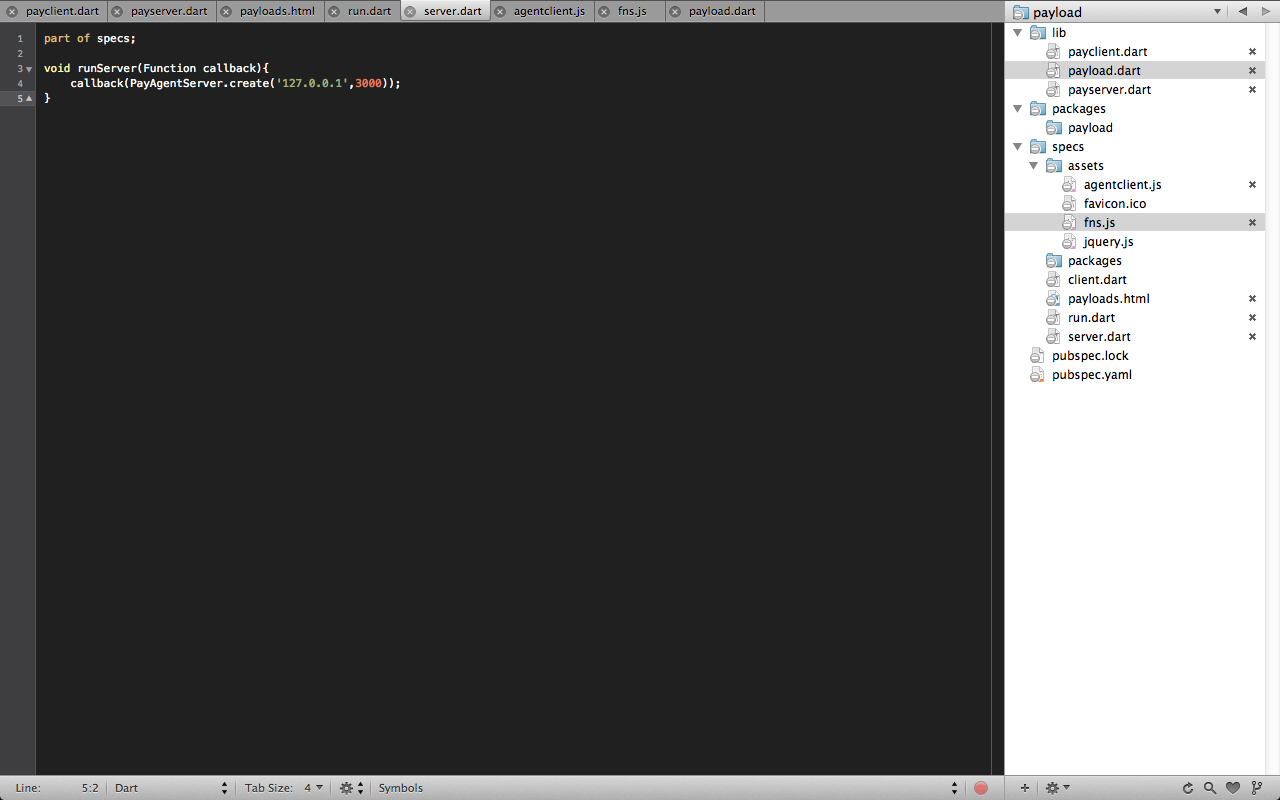 payclient.dart payserver.dart payloads.html run.dart server.dart agentclient.js fns.js payload.dart
1 part of specs;
2
3 void runServer(Function callback){
4 callback(PayAgentServer.create('127.0.0.1',3000));
5 }
payload
lib
payclient.dart
payload.dart
payserver.dart
packages
payload
specs
assets
agentclient.js
favicon.ico
fns.js
jquery.js
packages
client.dart
payloads.html
run.dart
server.dart
pubspec.lock
pubspec.yaml
Line: 5:2 Dart Tab Size: 4 Symbols